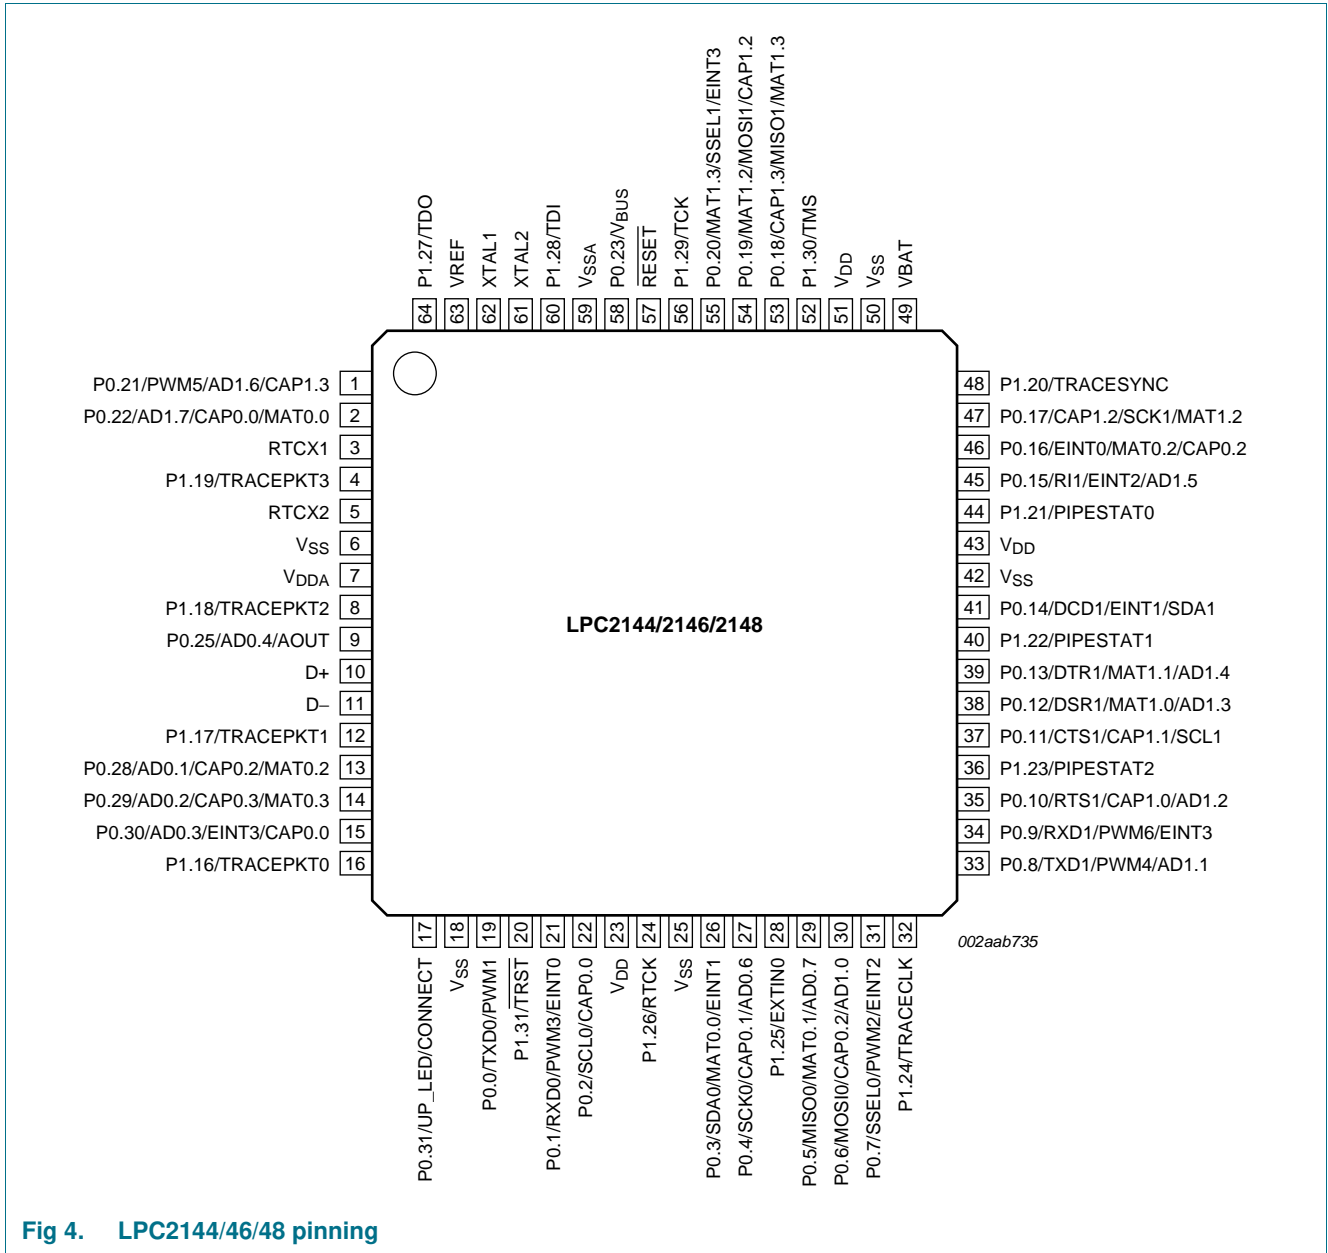 64 P1.27/TDO
63 VREF
62 XTAL1
61 XTAL2
60 P1.28/TDI
59 VSSA
58 P0.23/VBUS
57 RESET
56 P1.29/TCK
55 P0.20/MAT1.3/SSEL1/EINT3
54 P0.19/MAT1.2/MOSI1/CAP1.2
53 P0.18/CAP1.3/MISO1/MAT1.3
52 P1.30/TMS
51 VDD
50 VSS
49 VBAT
P0.21/PWM5/AD1.6/CAP1.3 1
P0.22/AD1.7/CAP0.0/MAT0.0 2
RTCX1 3
P1.19/TRACEPKT3 4
RTCX2 5
VSS 6
VDDA 7
P1.18/TRACEPKT2 8
P0.25/AD0.4/AOUT 9
D+ 10
D− 11
P1.17/TRACEPKT1 12
P0.28/AD0.1/CAP0.2/MAT0.2 13
P0.29/AD0.2/CAP0.3/MAT0.3 14
P0.30/AD0.3/EINT3/CAP0.0 15
P1.16/TRACEPKT0 16
LPC2144/2146/2148
48 P1.20/TRACESYNC
47 P0.17/CAP1.2/SCK1/MAT1.2
46 P0.16/EINT0/MAT0.2/CAP0.2
45 P0.15/RI1/EINT2/AD1.5
44 P1.21/PIPESTAT0
43 VDD
42 VSS
41 P0.14/DCD1/EINT1/SDA1
40 P1.22/PIPESTAT1
39 P0.13/DTR1/MAT1.1/AD1.4
38 P0.12/DSR1/MAT1.0/AD1.3
37 P0.11/CTS1/CAP1.1/SCL1
36 P1.23/PIPESTAT2
35 P0.10/RTS1/CAP1.0/AD1.2
34 P0.9/RXD1/PWM6/EINT3
33 P0.8/TXD1/PWM4/AD1.1
17 P0.31/UP_LED/CONNECT
18 VSS
19 P0.0/TXD0/PWM1
20 P1.31/TRST
21 P0.1/RXD0/PWM3/EINT0
22 P0.2/SCL0/CAP0.0
23 VDD
24 P1.26/RTCK
25 VSS
26 P0.3/SDA0/MAT0.0/EINT1
27 P0.4/SCK0/CAP0.1/AD0.6
28 P1.25/EXTIN0
29 P0.5/MISO0/MAT0.1/AD0.7
30 P0.6/MOSI0/CAP0.2/AD1.0
31 P0.7/SSEL0/PWM2/EINT2
32 P1.24/TRACECLK
002aab735
Fig 4. LPC2144/46/48 pinning